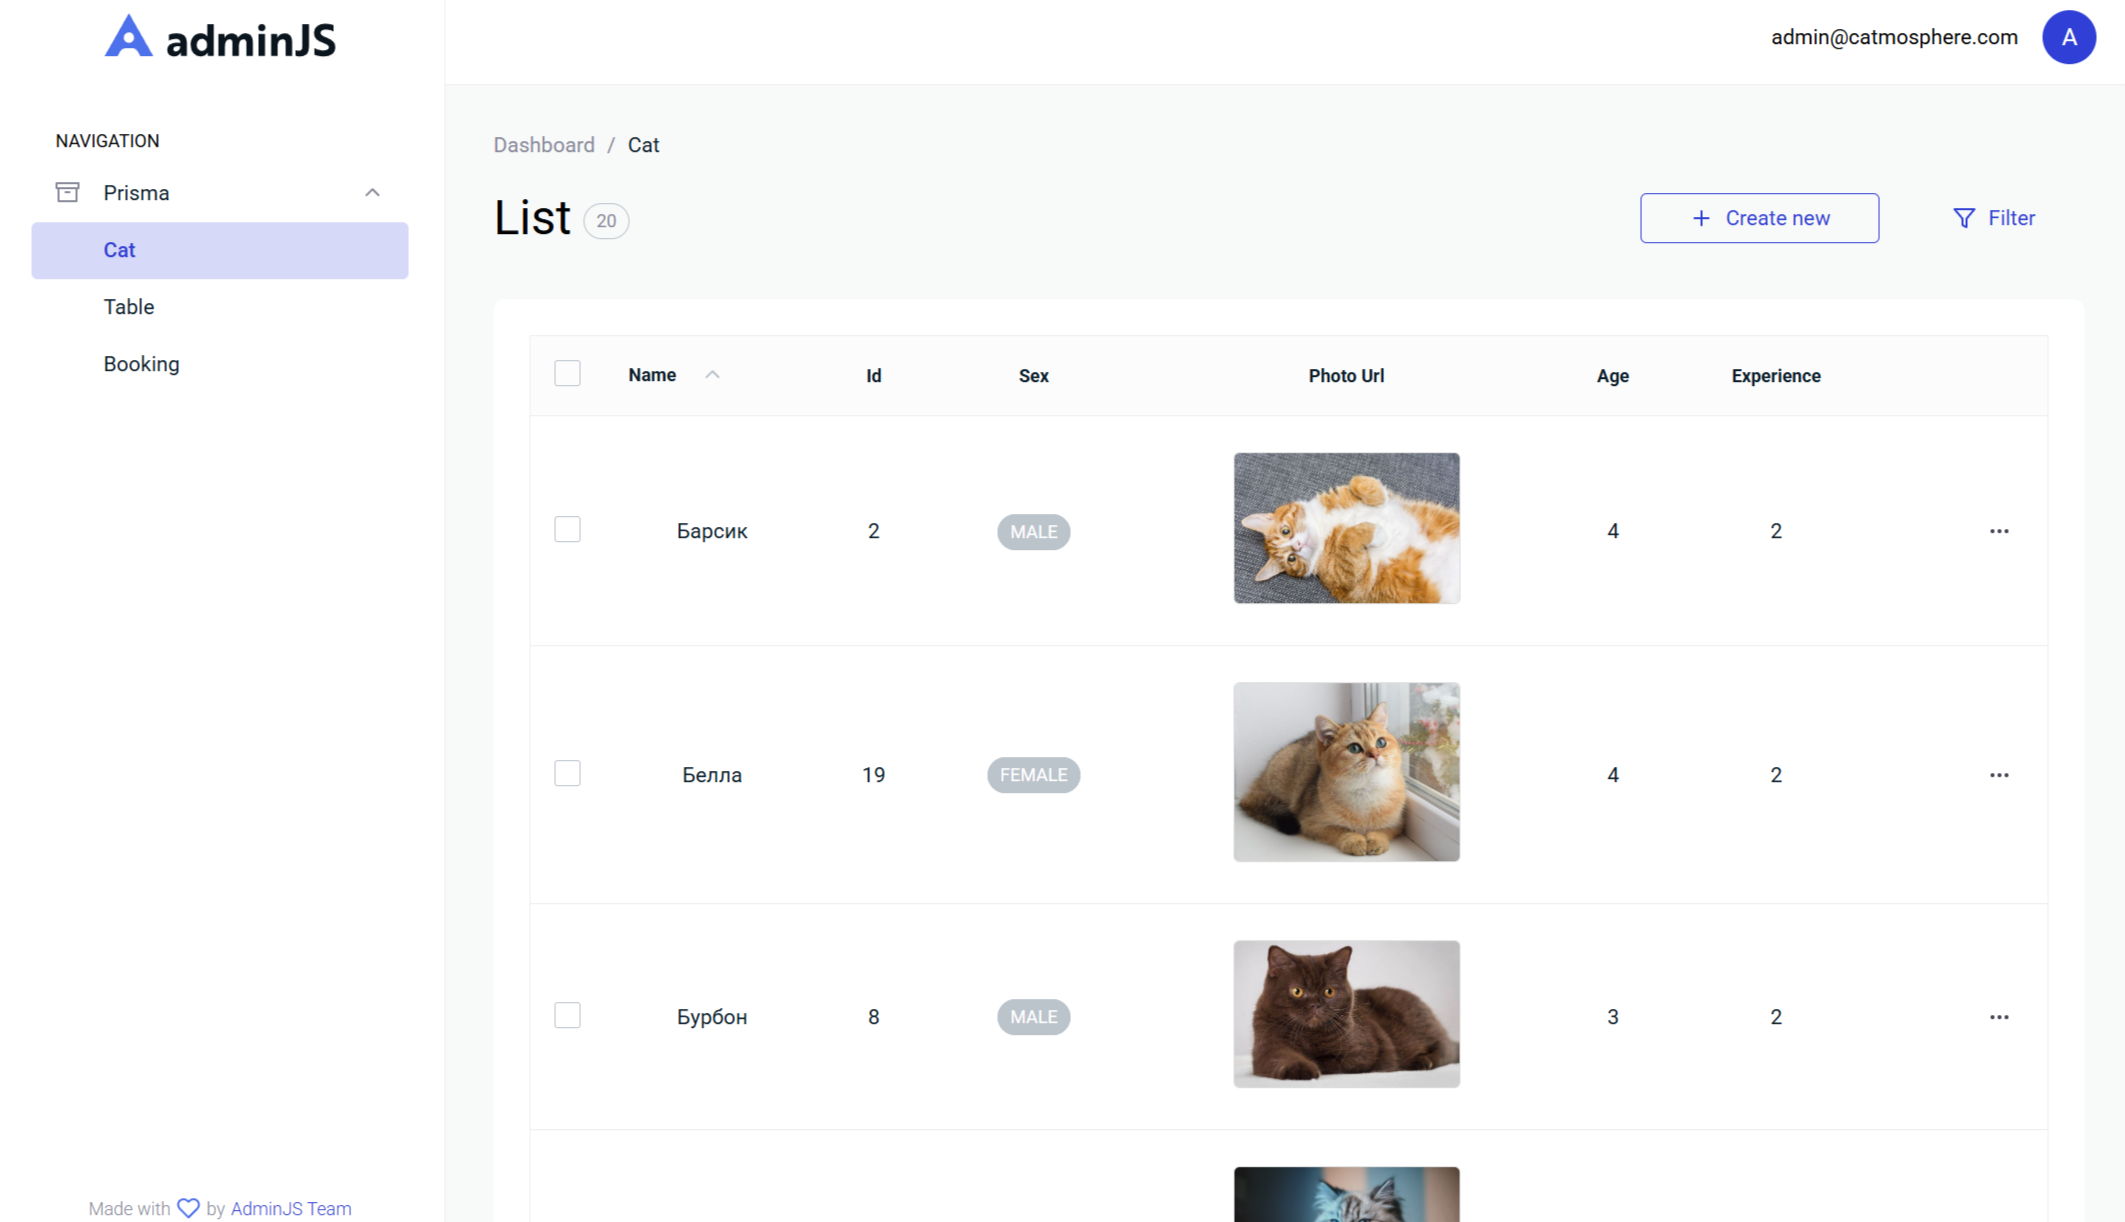 adminJS
admin@catmosphere.com
A
NAVIGATION
Prisma
Cat
Table
Booking
Dashboard / Cat
List 20
+ Create new
Filter
Name Id Sex Photo Url Age Experience
Барсик 2 MALE 4 2
Белла 19 FEMALE 4 2
Бурбон 8 MALE 3 2
Made with by AdminJS Team